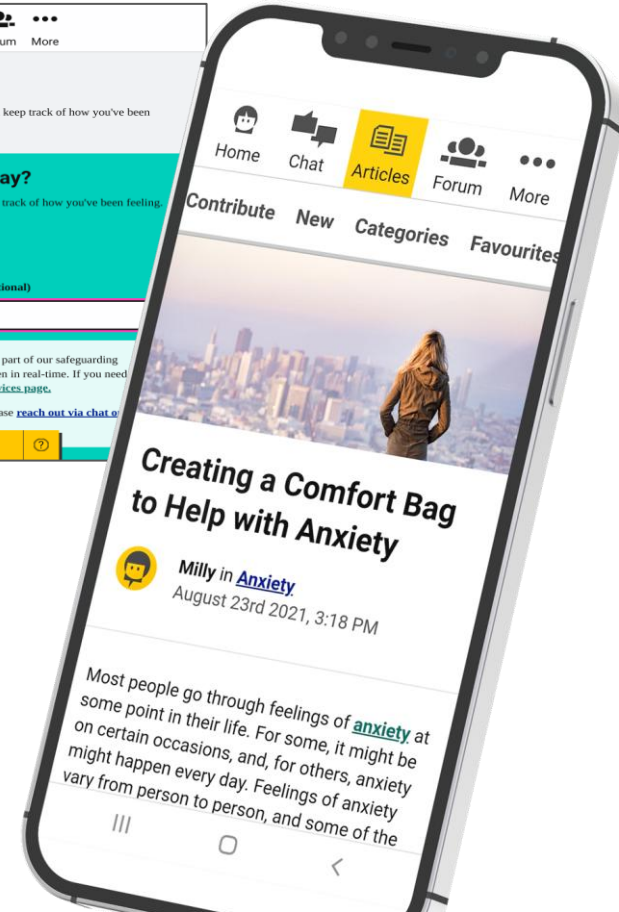 um More
keep track of how you've been
ay?
track of how you've been feeling.
tional)
part of our safeguarding
en in real-time. If you need
vices page.
ase reach out via chat o
Home Chat Articles Forum More
Contribute New Categories Favourites
Creating a Comfort Bag
to Help with Anxiety
Milly in Anxiety
August 23rd 2021, 3:18 PM
Most people go through feelings of anxiety at
some point in their life. For some, it might be
on certain occasions, and, for others, anxiety
might happen every day. Feelings of anxiety
vary from person to person, and some of the